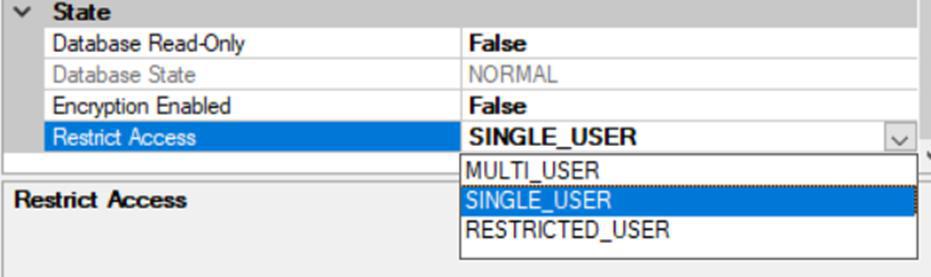 State
Database Read-Only False
Database State NORMAL
Encryption Enabled False
Restrict Access SINGLE_USER
MULTI_USER
SINGLE_USER
RESTRICTED_USER
Restrict Access